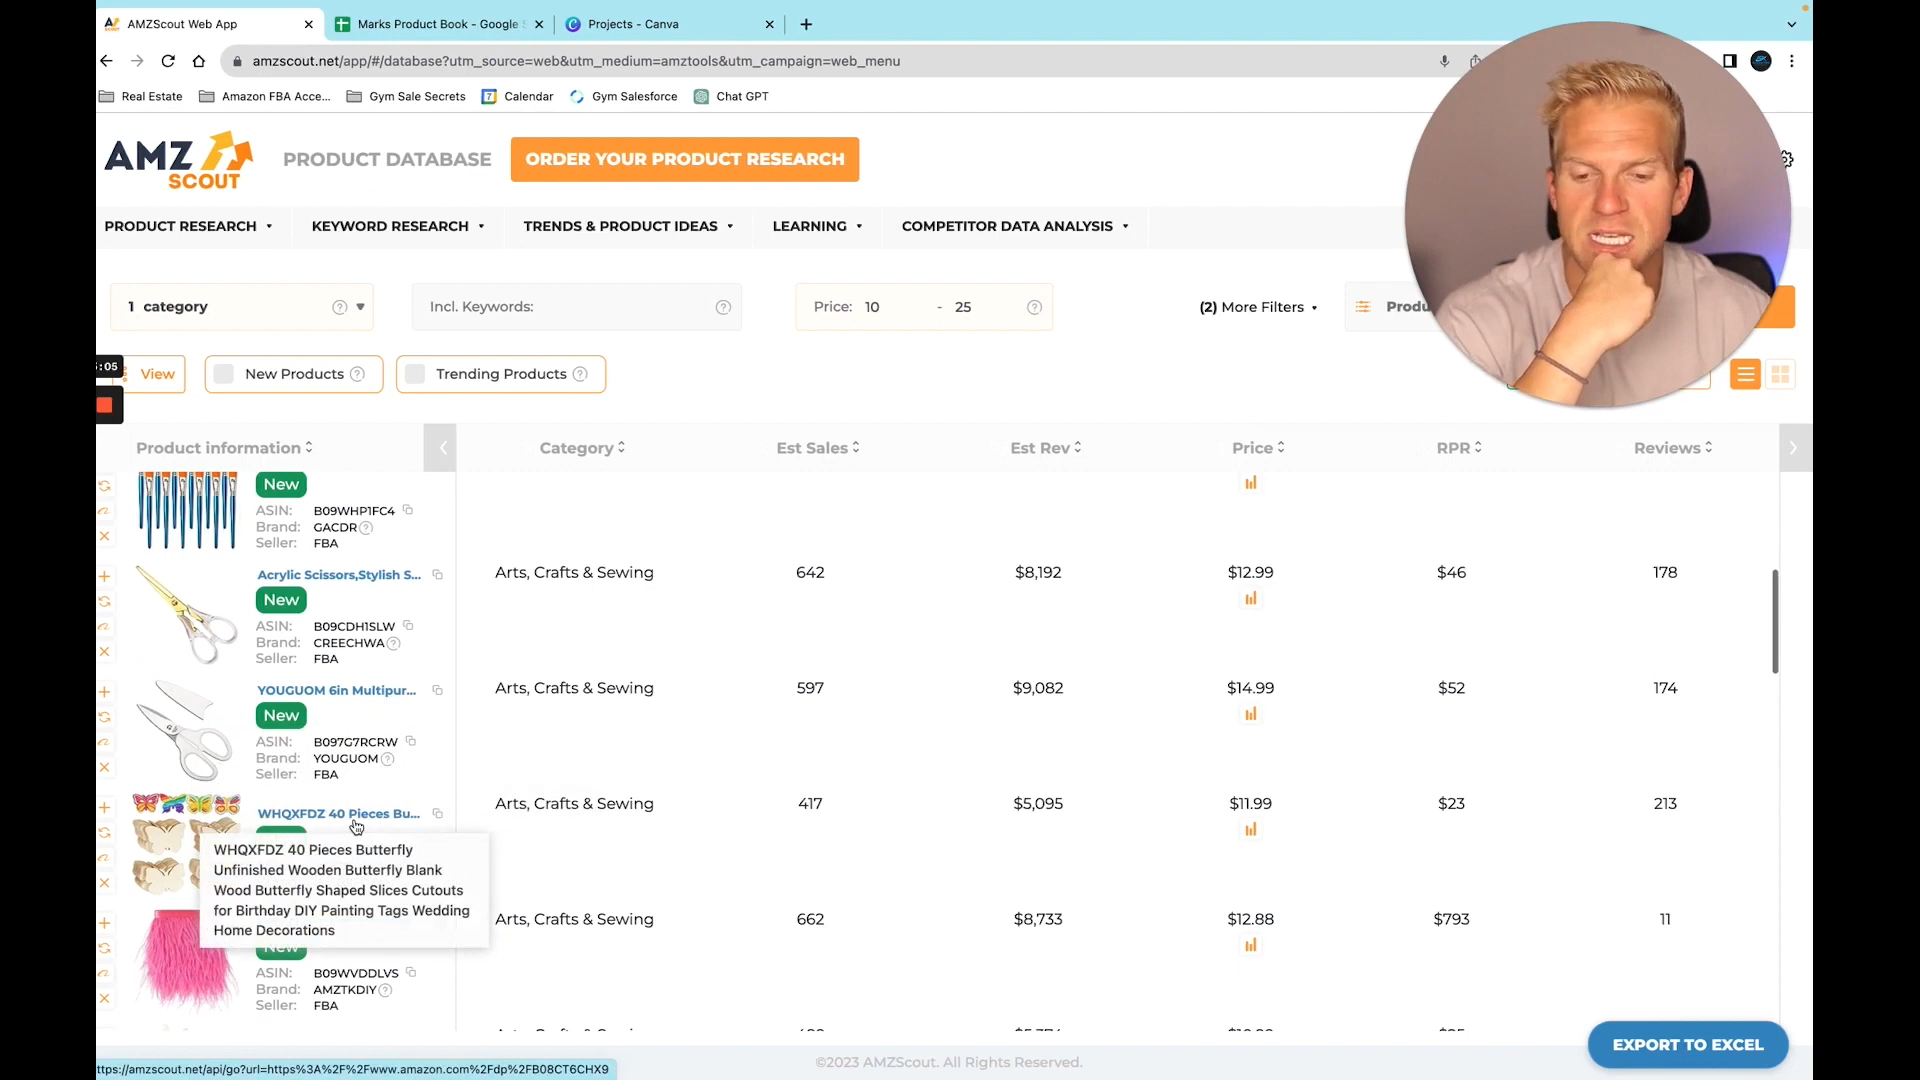 AMZScout Web App
Marks Product Book - Google
Projects - Canva
amzscout.net/app/#/database?utm_source=web&utm_medium=amztools&utm_campaign=web_menu
Real Estate
Amazon FBA Acce...
Gym Sale Secrets
7 Calendar
Gym Salesforce
Chat GPT
AMZ
SCOUT
PRODUCT DATABASE
ORDER YOUR PRODUCT RESEARCH
PRODUCT RESEARCH
KEYWORD RESEARCH
TRENDS & PRODUCT IDEAS
LEARNING
COMPETITOR DATA ANALYSIS
1 category
Incl. Keywords:
Price: 10 - 25
(2) More Filters
Produ
:05
View
New Products
Trending Products
Product information
Category
Est Sales
Est Rev
Price
RPR
Reviews
New
ASIN: B09WHP1FC4
Brand: GACDR
Seller: FBA
Acrylic Scissors,Stylish S...
New
ASIN: B09CDH1SLW
Brand: CREECHWA
Seller: FBA
Arts, Crafts & Sewing 642 $8,192 $12.99 $46 178
YOUGUOM 6in Multipur...
New
ASIN: B097G7RCRW
Brand: YOUGUOM
Seller: FBA
Arts, Crafts & Sewing 597 $9,082 $14.99 $52 174
WHQXFDZ 40 Pieces Bu...
Arts, Crafts & Sewing 417 $5,095 $11.99 $23 213
WHQXFDZ 40 Pieces Butterfly
Unfinished Wooden Butterfly Blank
Wood Butterfly Shaped Slices Cutouts
for Birthday DIY Painting Tags Wedding
Home Decorations
New
ASIN: B09WVDDLVS
Brand: AMZTKDIY
Seller: FBA
Arts, Crafts & Sewing 662 $8,733 $12.88 $793 11
EXPORT TO EXCEL
©2023 AMZScout. All Rights Reserved.
ttps://amzscout.net/api/go?url=https%3A%2F%2Fwww.amazon.com%2Fdp%2FB08CT6CHX9